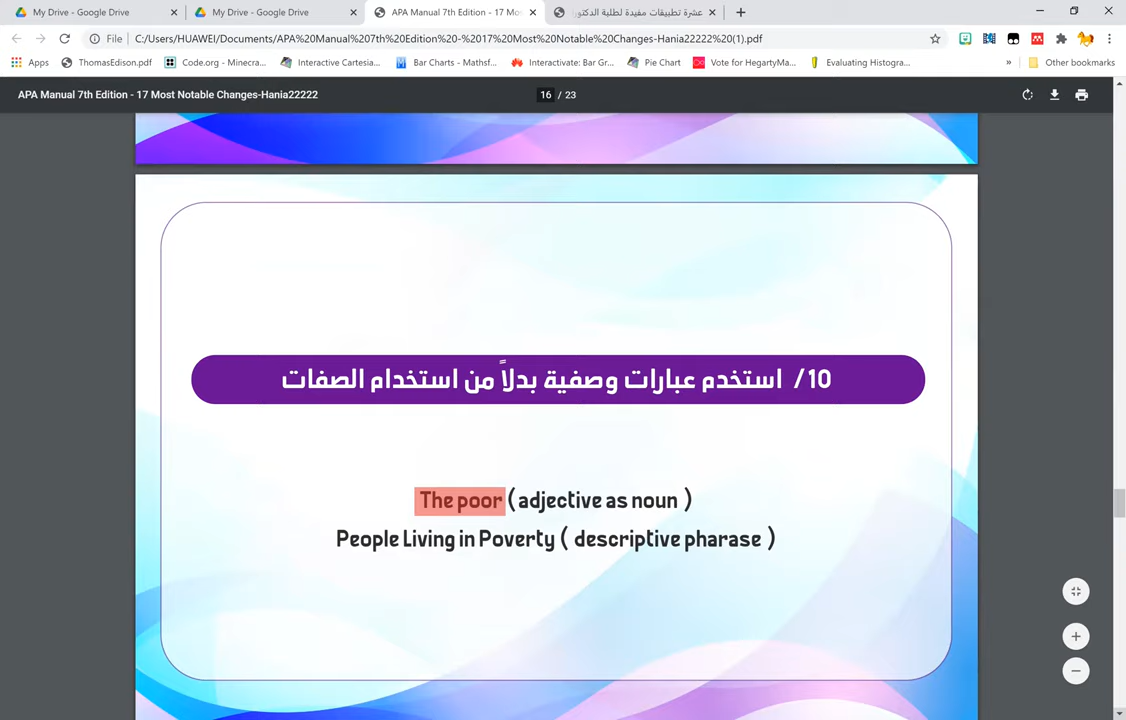 My Drive - Google Drive
My Drive - Google Drive
APA Manual 7th Edition - 17 Mos
عشرة تطبيقات مفيدة لطلبة الدكتورا
File
C:/Users/HUAWEI/Documents/APA%20Manual%207th%20Edition%20-%2017%20Most%20Notable%20Changes-Hania22222%20(1).pdf
Apps
ThomasEdison.pdf
Code.org - Minecra...
Interactive Cartesia...
Bar Charts - Mathsf...
Interactivate: Bar Gr...
Pie Chart
Vote for HegartyMa...
Evaluating Histogra...
»
Other bookmarks
APA Manual 7th Edition - 17 Most Notable Changes-Hania22222
16 / 23
10/ استخدم عبارات وصفية بدلاً من استخدام الصفات
The poor ( adjective as noun )
People Living in Poverty ( descriptive pharase )